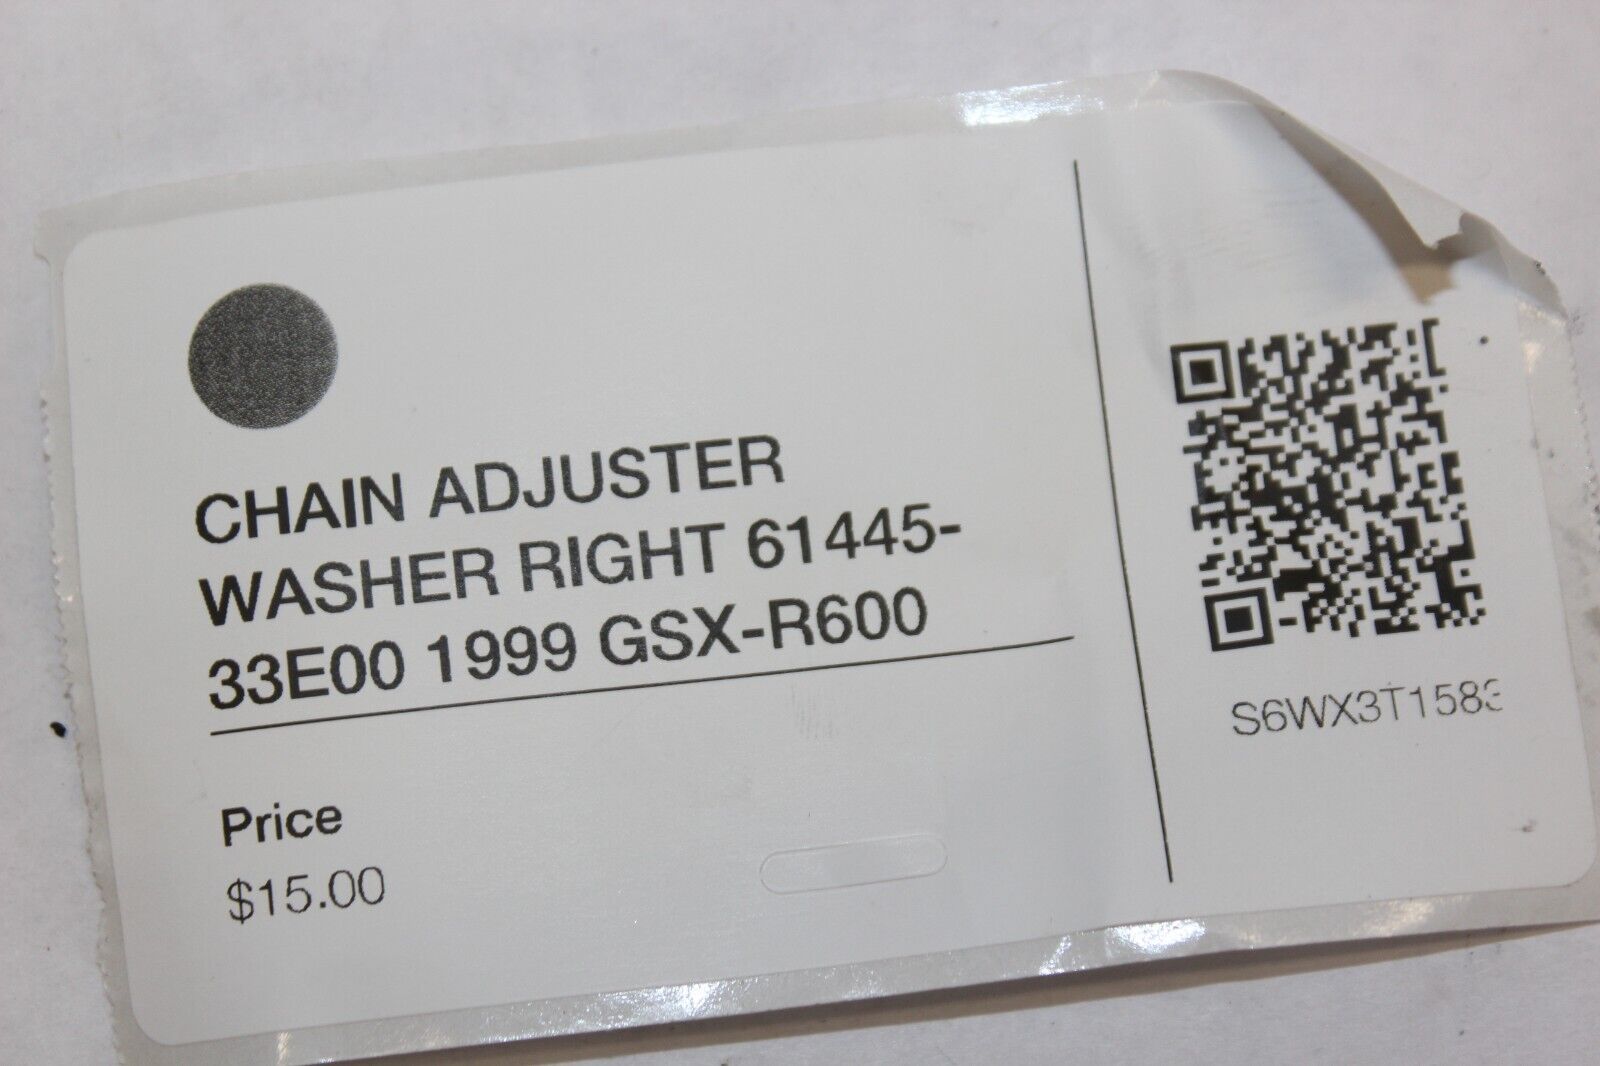 CHAIN ADJUSTER
WASHER RIGHT 61445-
33E00 1999 GSX-R600
Price
$15.00
S6WX3T1583